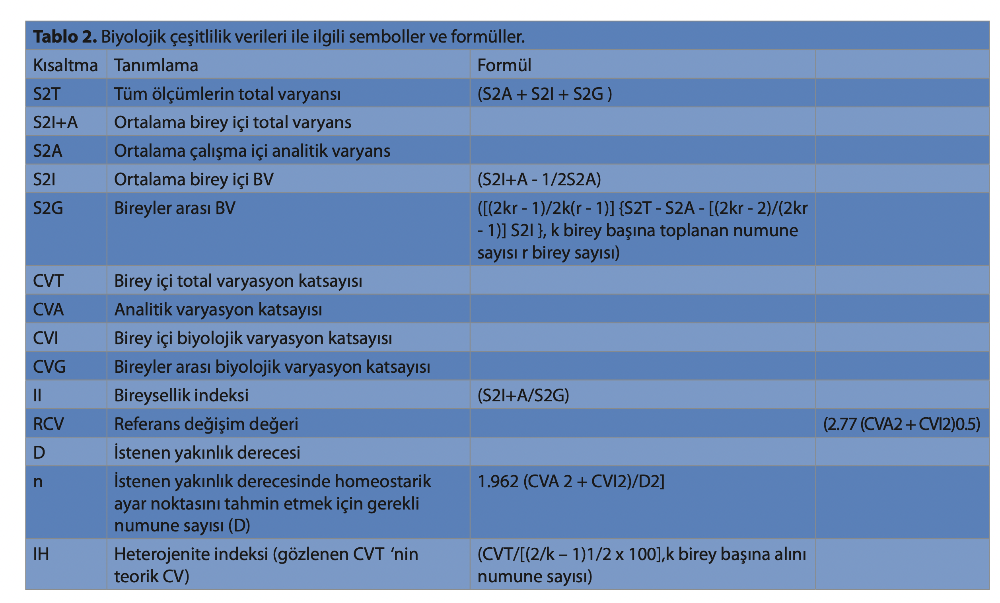 Tablo 2. Biyolojik çeşitlilik verileri ile ilgili semboller ve formüller.
Kısaltma Tanımlama Formül
S2T Tüm ölçümlerin total varyansı (S2A + S2I + S2G )
S2I+A Ortalama birey içi total varyans
S2A Ortalama çalışma içi analitik varyans
S2I Ortalama birey içi BV (S2I+A - 1/2S2A)
S2G Bireyler arası BV ([(2kr - 1)/2k(r - 1)] {S2T - S2A - [(2kr - 2)/(2kr
- 1)] S2I }, k birey başına toplanan numune
sayısı r birey sayısı)
CVT Birey içi total varyasyon katsayısı
CVA Analitik varyasyon katsayısı
CVI Birey içi biyolojik varyasyon katsayısı
CVG Bireyler arası biyolojik varyasyon katsayısı
II Bireysellik indeksi (S2I+A/S2G)
RCV Referans değişim değeri (2.77 (CVA2 + CVI2)0.5)
D İstenen yakınlık derecesi
n İstenen yakınlık derecesinde homeostarik 1.962 (CVA 2 + CVI2)/D2]
ayar noktasını tahmin etmek için gerekli
numune sayısı (D)
IH Heterojenite indeksi (gözlenen CVT ‘nin (CVT/[(2/k – 1)1/2 x 100],k birey başına alını
teorik CV) numune sayısı)